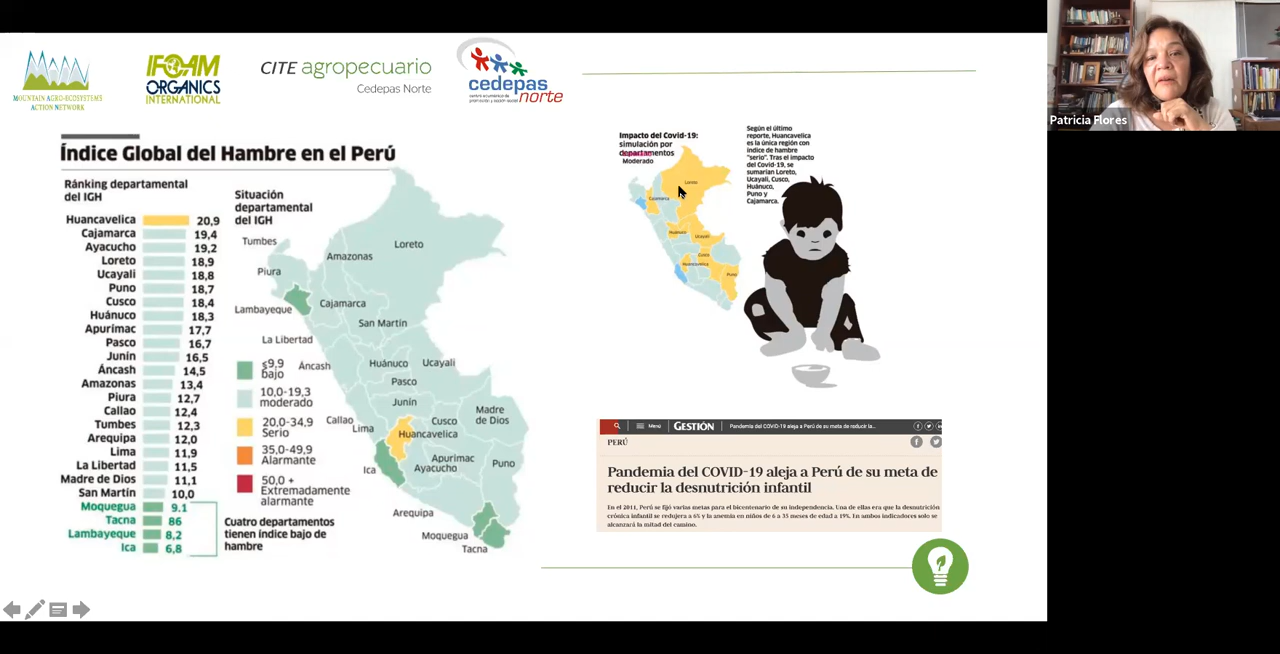 MOUNTAIN AGRO-ECOSYSTEMS
ACTION NETWORK
IFOAM
ORGANICS
INTERNATIONAL
CITE agropecuario
Cedepas Norte
cedepas
norte
Patricia Flores
Índice Global del Hambre en el Perú
Ránking departamental
del IGH
Huancavelica 20,9
Cajamarca 19,4
Ayacucho 19,2
Loreto 18,9
Ucayali 18,8
Puno 18,7
Cusco 18,4
Huánuco 18,3
Apurímac 17,7
Pasco 16,7
Junín 16,5
Áncash 14,5
Amazonas 13,4
Piura 12,7
Callao 12,4
Tumbes 12,3
Arequipa 12,0
Lima 11,9
La Libertad 11,5
Madre de Dios 11,1
San Martín 10,0
Moquegua 9.1
Tacna 86
Lambayeque 8,2
Ica 6,8
Situación
departamental
del IGH
Tumbes
Piura
Lambayeque
La Libertad
Áncash
Callao
Lima
Ica
Arequipa
Moquegua
Tacna
Loreto
Amazonas
Cajamarca
San Martín
Huánuco
Ucayali
Pasco
Junín
Cusco
Madre
de Dios
Huancavelica
Apurimac
Ayacucho
Puno
≤9,9
bajo
10,0-19,3
moderado
20,0-34,9
Serio
35,0-49,9
Alarmante
50,0 +
Extremadamente
alarmante
Cuatro departamentos
tienen índice bajo de
hambre
Impacto del Covid-19:
simulación por
departamentos
Moderado
Loreto
Cajamarca
Huánuco
Ucayali
Cusco
Huancavelica
Puno
Según el último
reporte, Huancavelica
es la única región con
índice de hambre
"serio". Tras el impacto
del Covid-19, se
sumarían Loreto,
Ucayali, Cusco,
Huánuco,
Puno y
Cajamarca.
Menú GESTIÓN Pandemia del COVID-19 aleja a Perú de su meta de reducir la...
PERÚ
Pandemia del COVID-19 aleja a Perú de su meta de
reducir la desnutrición infantil
En el 2011, Perú se fijó varias metas para el bicentenario de su independencia. Una de ellas era que la desnutrición
crónica infantil se redujera a 6% y la anemia en niños de 6 a 35 meses de edad a 19%. En ambos indicadores solo se
alcanzará la mitad del camino.